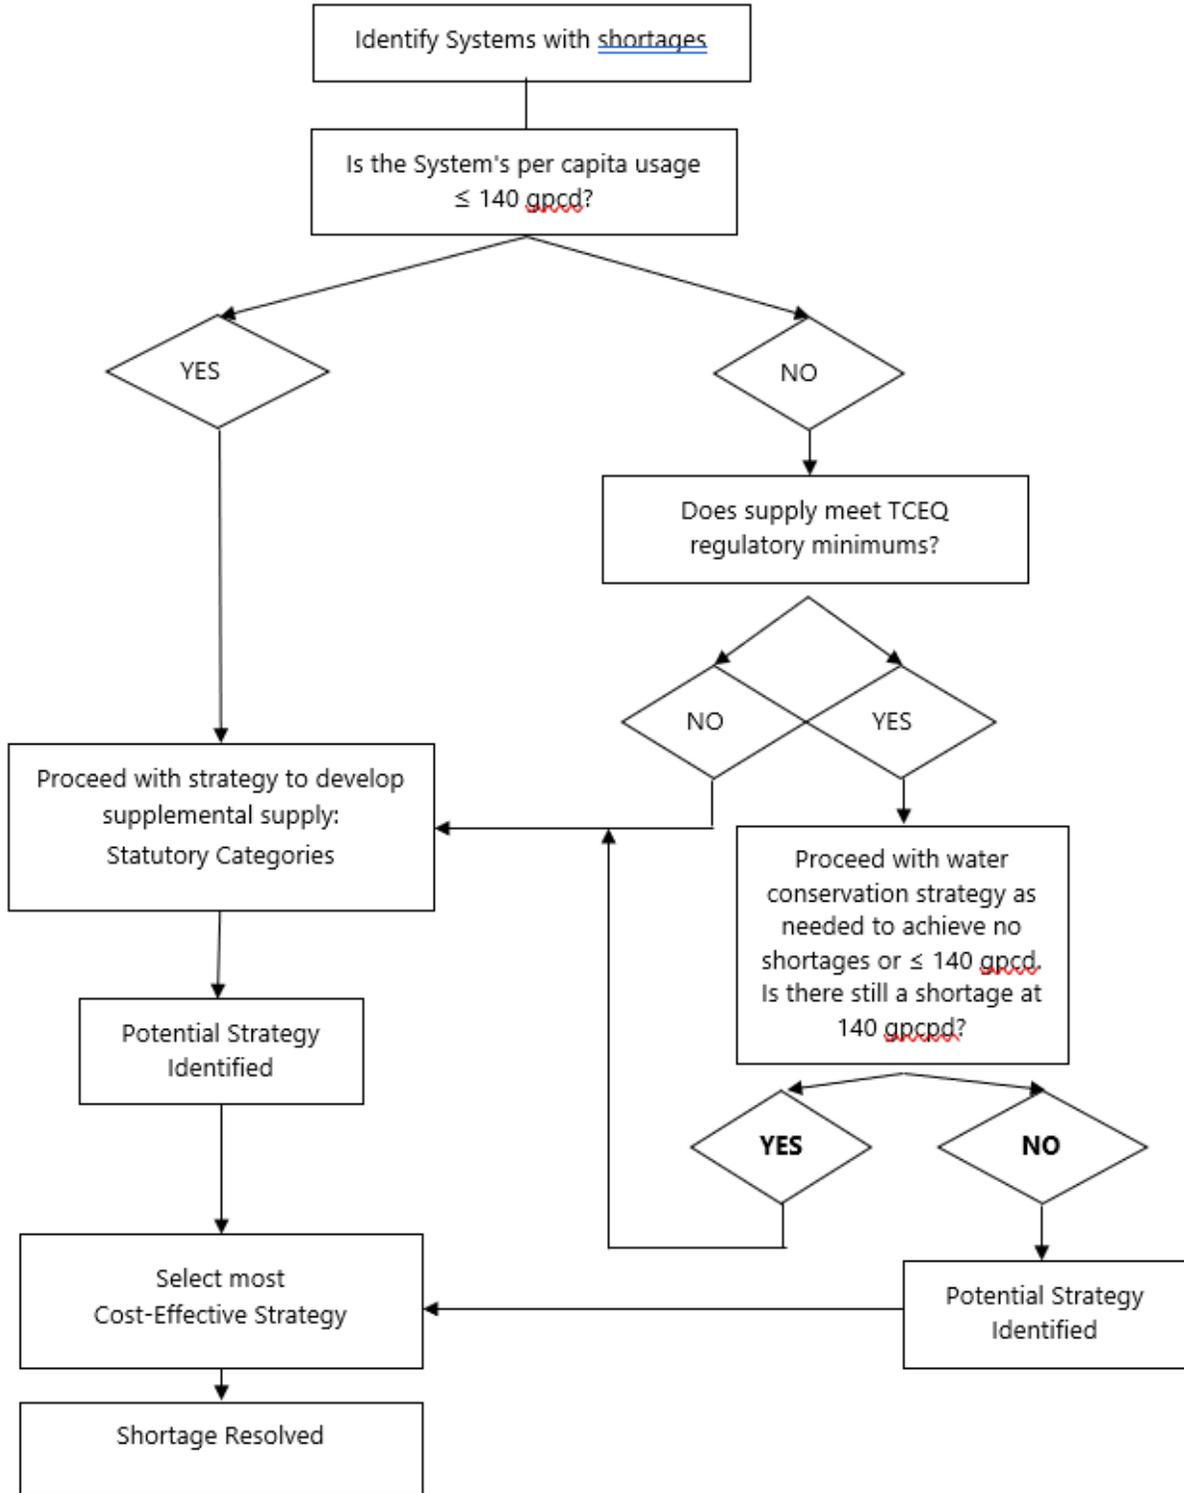 Identify Systems with shortages
Is the System's per capita usage
≤ 140 gpcd?
YES
NO
Does supply meet TCEQ
regulatory minimums?
NO
YES
Proceed with strategy to develop
supplemental supply:
Statutory Categories
Proceed with water
conservation strategy as
needed to achieve no
shortages or ≤ 140 gpcd.
Is there still a shortage at
140 gpcpd?
Potential Strategy
Identified
YES
NO
Select most
Cost-Effective Strategy
Potential Strategy
Identified
Shortage Resolved